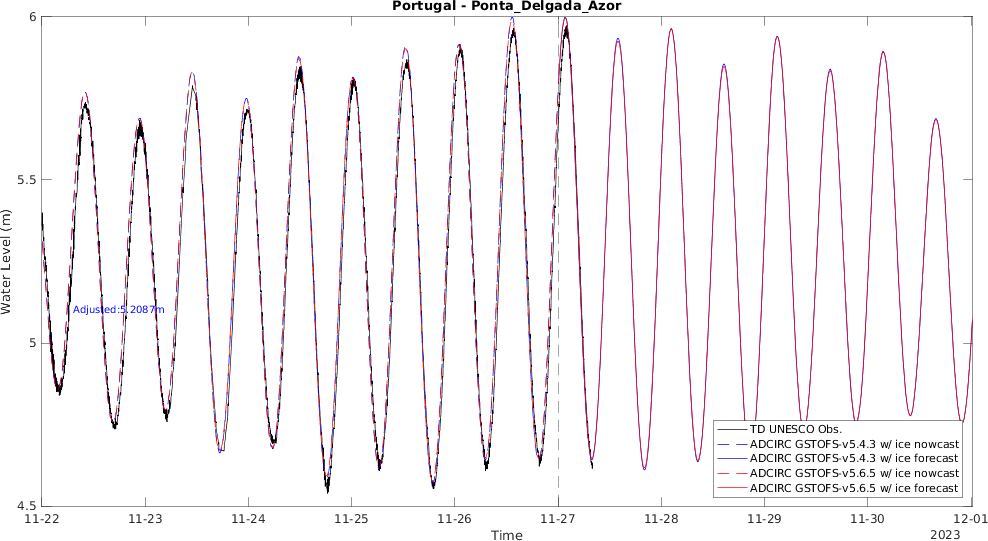 Portugal - Ponta_Delgada_Azor
6
5.5
5
4.5
Water Level (m)
Adjusted:5.2087m
TD UNESCO Obs.
ADCIRC GSTOFS-v5.4.3 w/ ice nowcast
ADCIRC GSTOFS-v5.4.3 w/ ice forecast
ADCIRC GSTOFS-v5.6.5 w/ ice nowcast
ADCIRC GSTOFS-v5.6.5 w/ ice forecast
11-22 11-23 11-24 11-25 11-26 11-27 11-28 11-29 11-30 12-01
Time
2023